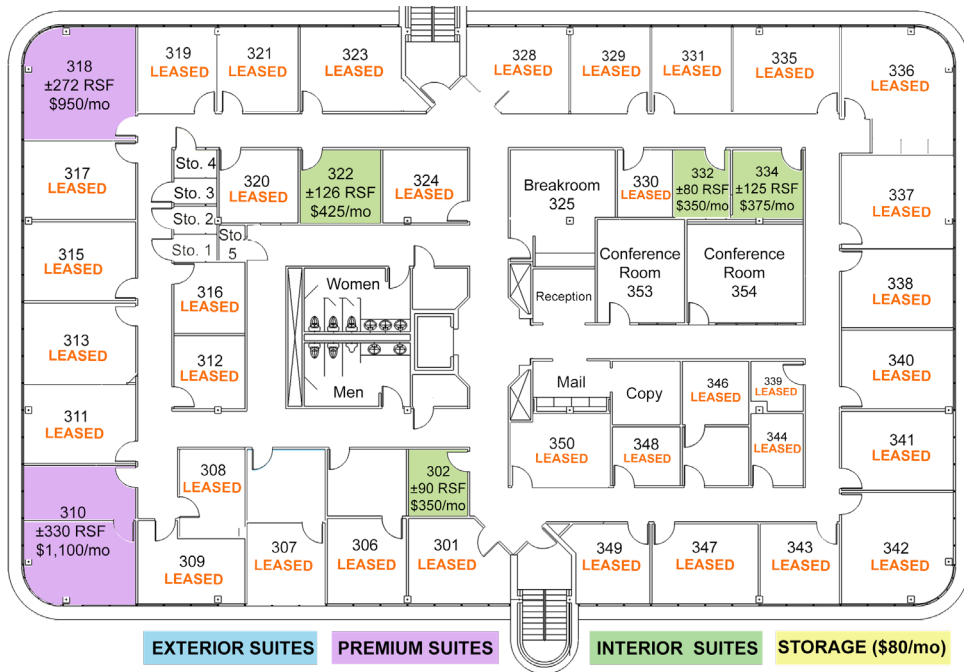 318
±272 RSF
$950/mo
319
LEASED
321
LEASED
323
LEASED
328
LEASED
329
LEASED
331
LEASED
335
LEASED
336
LEASED
317
LEASED
Sto. 4
Sto. 3
Sto. 2
Sto. 1
Sto.
5
320
LEASED
322
±126 RSF
$425/mo
324
LEASED
Breakroom
325
330
LEASED
332
±80 RSF
$350/mo
334
±125 RSF
$375/mo
337
LEASED
315
LEASED
316
LEASED
Women
Reception
Conference
Room
353
Conference
Room
354
338
LEASED
313
LEASED
312
LEASED
Men
Mail
Copy
346
LEASED
339
LEASED
340
LEASED
311
LEASED
308
LEASED
302
±90 RSF
$350/mo
350
LEASED
348
LEASED
344
LEASED
341
LEASED
310
±330 RSF
$1,100/mo
309
LEASED
307
LEASED
306
LEASED
301
LEASED
349
LEASED
347
LEASED
343
LEASED
342
LEASED
EXTERIOR SUITES
PREMIUM SUITES
INTERIOR SUITES
STORAGE ($80/mo)